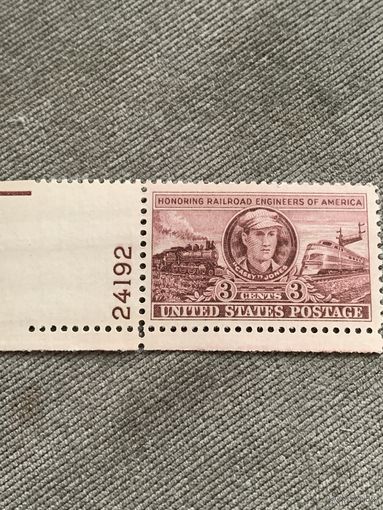 HONORING RAILROAD ENGINEERS OF AMERICA
CASEY JONES
3 CENTS 3
UNITED STATES POSTAGE
24192